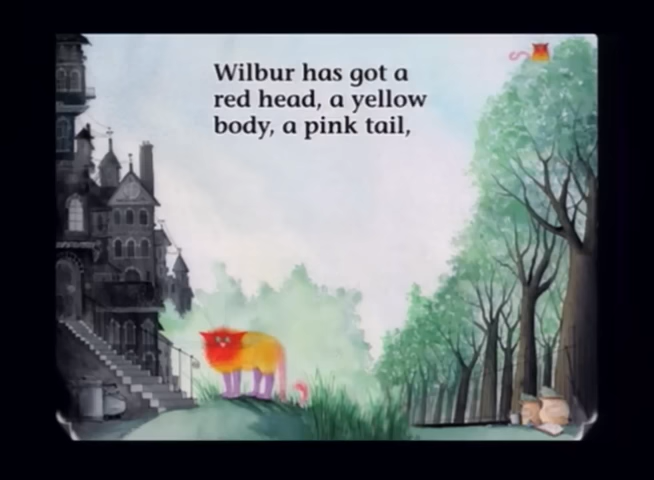 Wilbur has got a
red head, a yellow
body, a pink tail,